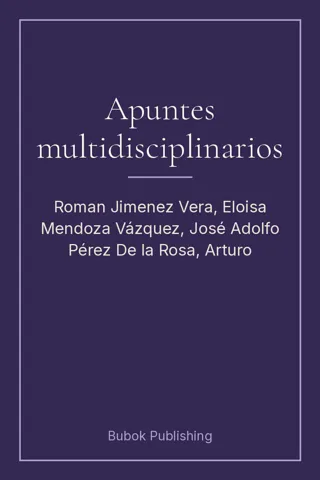 Apuntes
multidisciplinarios
Roman Jimenez Vera, Eloisa
Mendoza Vázquez, José Adolfo
Pérez De la Rosa, Arturo
Bubok Publishing